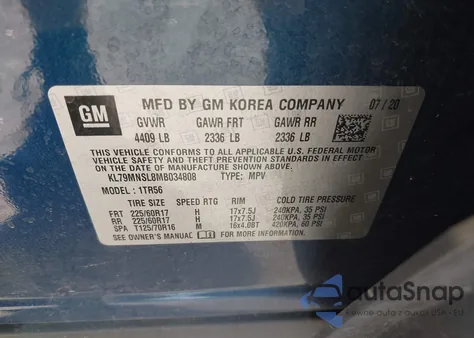 GM
MFD BY GM KOREA COMPANY 07/20
GVWR GAWR FRT GAWR RR
4409 LB 2336 LB 2336 LB
THIS VEHICLE CONFORMS TO ALL APPLICABLE U.S. FEDERAL MOTOR
VEHICLE SAFETY AND THEFT PREVENTION STANDARDS IN EFFECT
ON THE DATE OF MANUFACTURE SHOWN ABOVE.
KL79MNSL8MB034808 TYPE: MPV
MODEL: 1TR56
TIRE SIZE SPEED RTG RIM COLD TIRE PRESSURE
FRT 225/60R17 H 17x7.5J 240KPA, 35 PSI
RR 225/60R17 H 17x7.5J 240KPA, 35 PSI
SPA T125/70R16 M 16x4.0BT 420KPA, 60 PSI
SEE OWNER'S MANUAL FOR MORE INFORMATION.
autoSnap
Pewne auta z aukcji USA